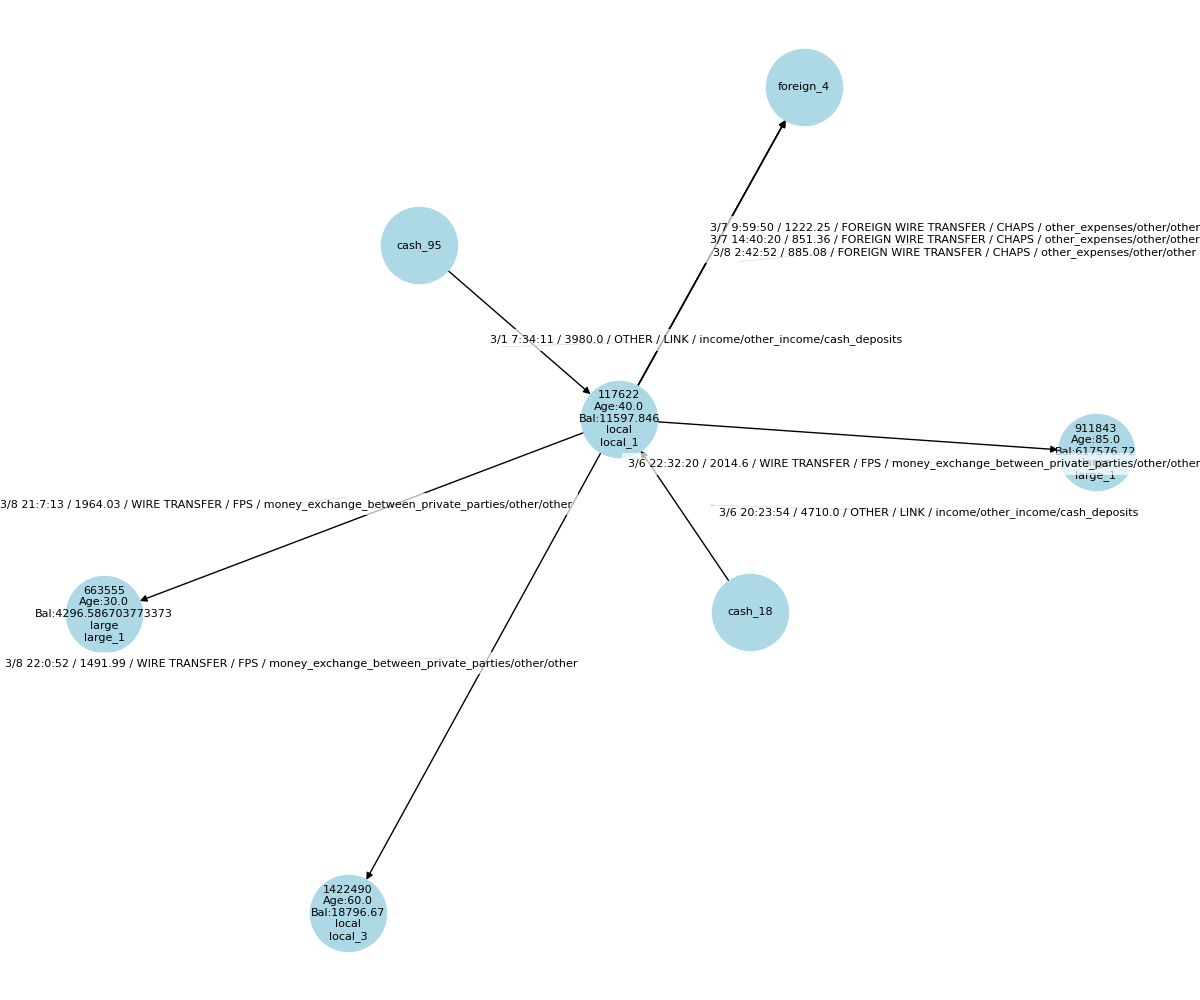 foreign_4
3/7 9:59:50 / 1222.25 / FOREIGN WIRE TRANSFER / CHAPS / other_expenses/other/other
3/7 14:40:20 / 851.36 / FOREIGN WIRE TRANSFER / CHAPS / other_expenses/other/other
3/8 2:42:52 / 885.08 / FOREIGN WIRE TRANSFER / CHAPS / other_expenses/other/other
cash_95
3/1 7:34:11 / 3980.0 / OTHER / LINK / income/other_income/cash_deposits
117622
Age:40.0
Bal:11597.846
local
local_1
911843
Age:85.0
Bal:617576.72
large_1
3/6 22:32:20 / 2014.6 / WIRE TRANSFER / FPS / money_exchange_between_private_parties/other/other
3/8 21:7:13 / 1964.03 / WIRE TRANSFER / FPS / money_exchange_between_private_parties/other/other
3/6 20:23:54 / 4710.0 / OTHER / LINK / income/other_income/cash_deposits
663555
Age:30.0
Bal:4296.586703773373
large
large_1
cash_18
3/8 22:0:52 / 1491.99 / WIRE TRANSFER / FPS / money_exchange_between_private_parties/other/other
1422490
Age:60.0
Bal:18796.67
local
local_3